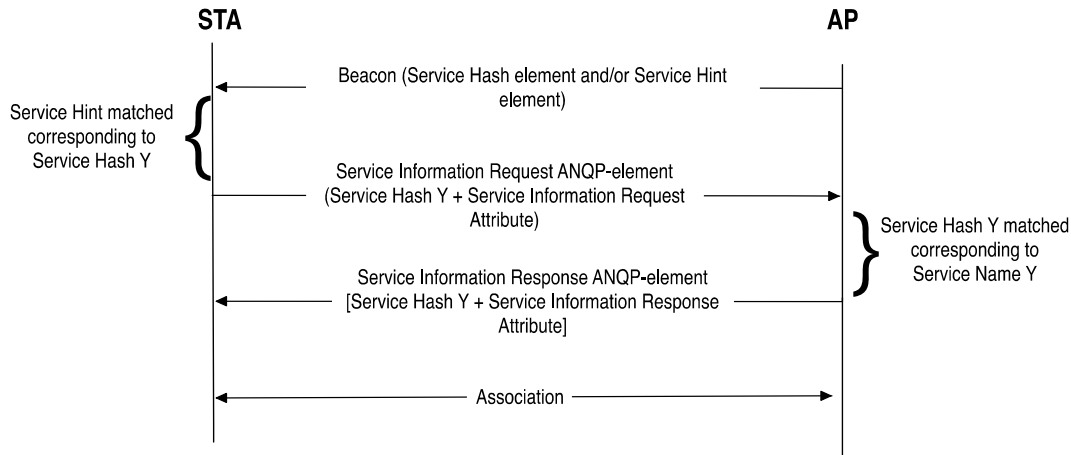 STA
AP
Beacon (Service Hash element and/or Service Hint
element)
Service Hint matched
corresponding to
Service Hash Y
Service Information Request ANQP-element
(Service Hash Y + Service Information Request
Attribute)
Service Hash Y matched
corresponding to
Service Name Y
Service Information Response ANQP-element
[Service Hash Y + Service Information Response
Attribute]
Association